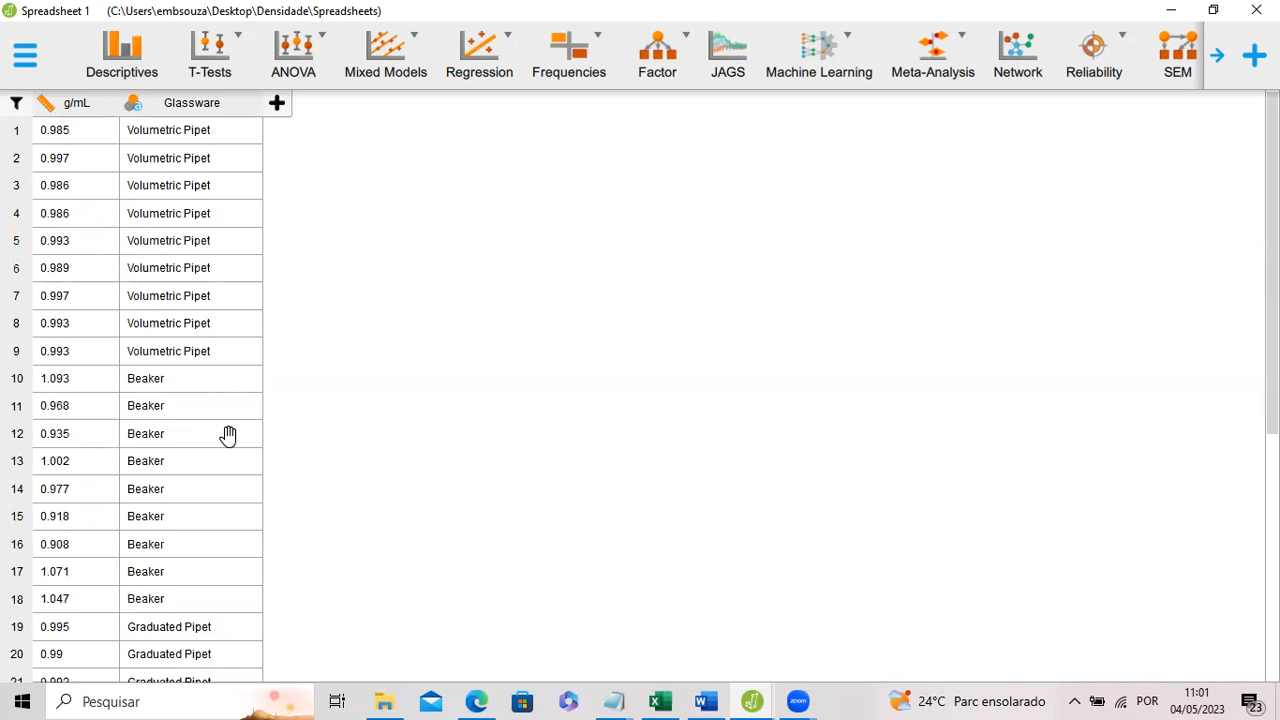 Spreadsheet 1 (C:\Users\embsouza\Desktop\Densidade\Spreadsheets)
Descriptives T-Tests ANOVA Mixed Models Regression Frequencies Factor JAGS Machine Learning Meta-Analysis Network Reliability SEM
g/mL Glassware
1 0.985 Volumetric Pipet
2 0.997 Volumetric Pipet
3 0.986 Volumetric Pipet
4 0.986 Volumetric Pipet
5 0.993 Volumetric Pipet
6 0.989 Volumetric Pipet
7 0.997 Volumetric Pipet
8 0.993 Volumetric Pipet
9 0.993 Volumetric Pipet
10 1.093 Beaker
11 0.968 Beaker
12 0.935 Beaker
13 1.002 Beaker
14 0.977 Beaker
15 0.918 Beaker
16 0.908 Beaker
17 1.071 Beaker
18 1.047 Beaker
19 0.995 Graduated Pipet
20 0.99 Graduated Pipet
21 0.992 Graduated Pipet
Pesquisar 24°C Parc ensolarado POR 11:01
04/05/2023 23